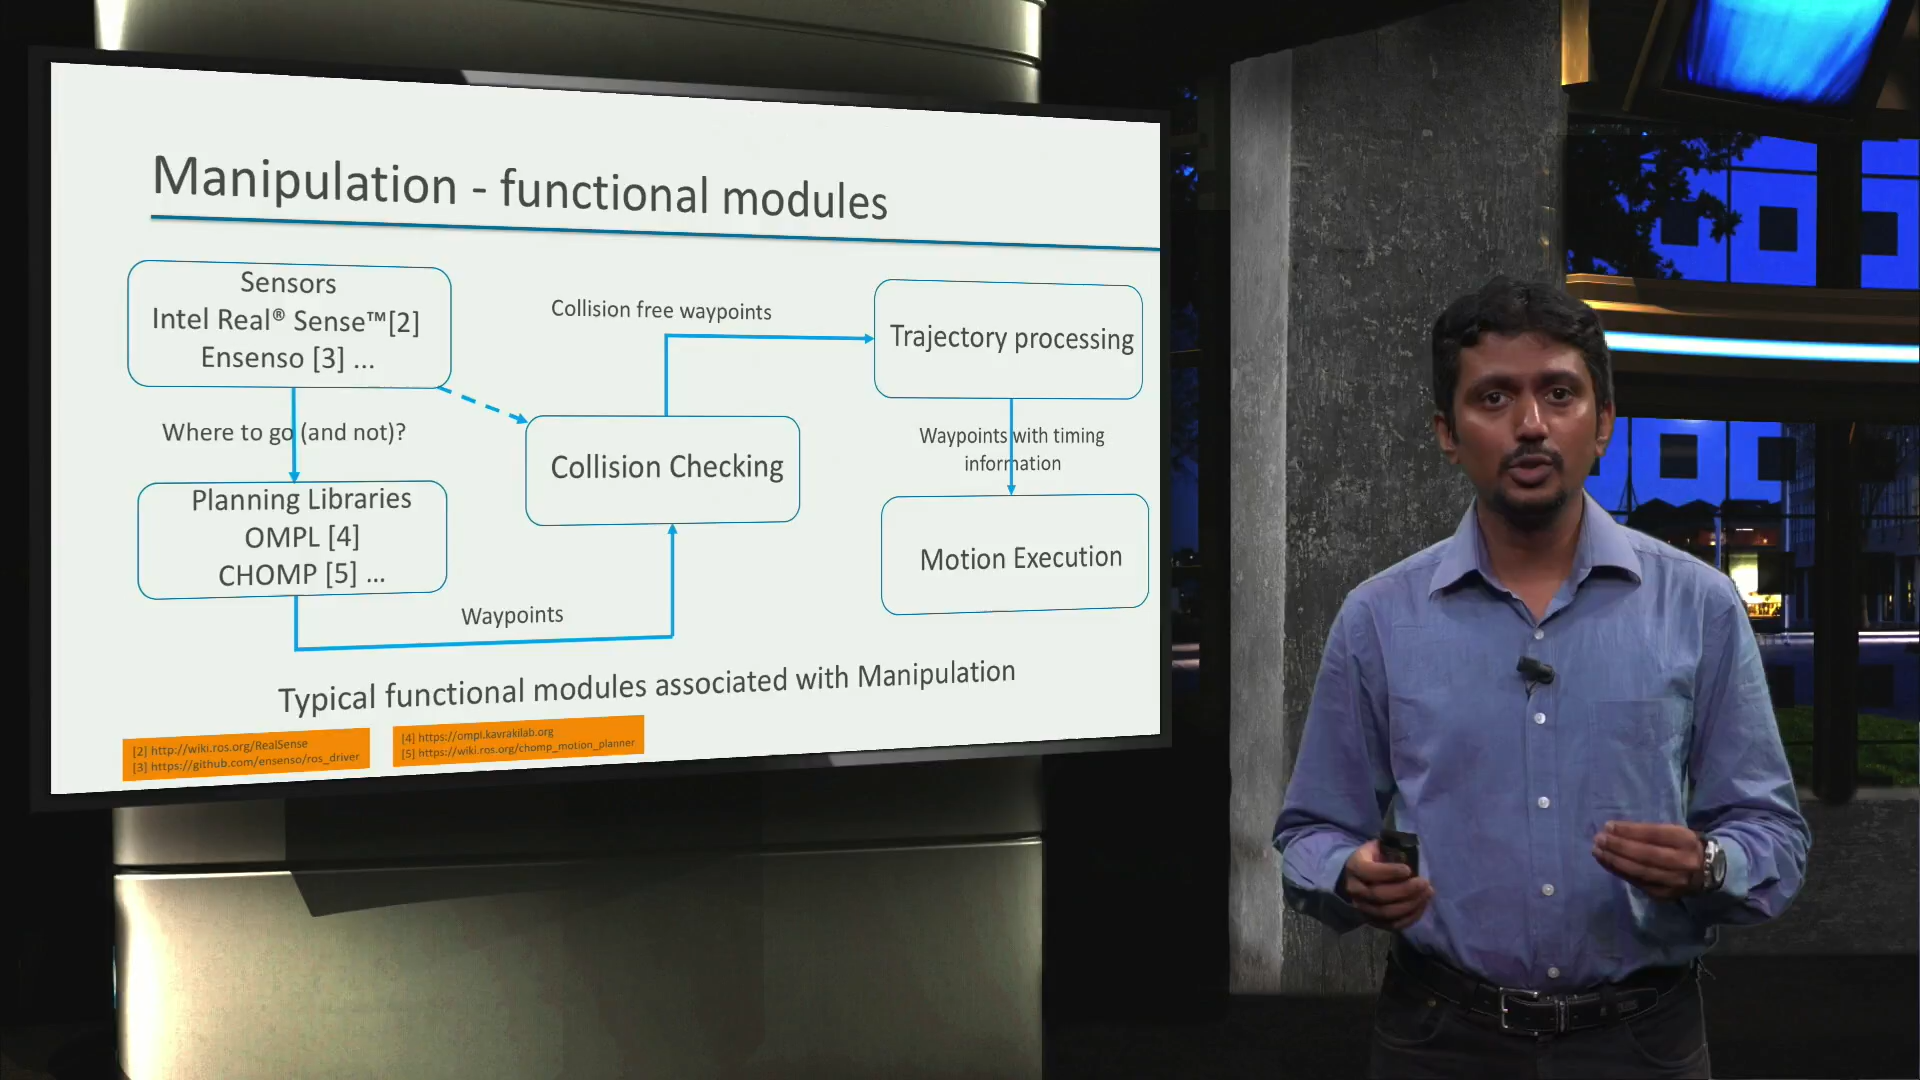 Manipulation - functional modules
Sensors
Intel Real® Sense™[2]
Ensenso [3] ...
Where to go (and not)?
Planning Libraries
OMPL [4]
CHOMP [5] ...
Waypoints
Collision Checking
Collision free waypoints
Trajectory processing
Waypoints with timing
information
Motion Execution
Typical functional modules associated with Manipulation
[2] http://wiki.ros.org/RealSense
[3] https://github.com/ensenso/ros_driver
[4] https://ompl.kavrakilab.org
[5] https://wiki.ros.org/chomp_motion_planner